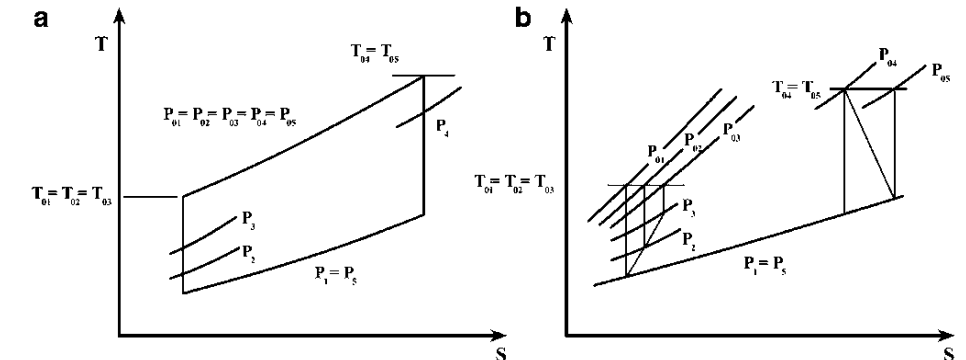 a
T
T04 = T05
P01 = P02 = P03 = P04 = P05
P4
T01 = T02 = T03
P3
P2
P1 = P5
S
b
T
P04
P05
T04 = T05
P01
P02
P03
T01 = T02 = T03
P3
P2
P1 = P5
S